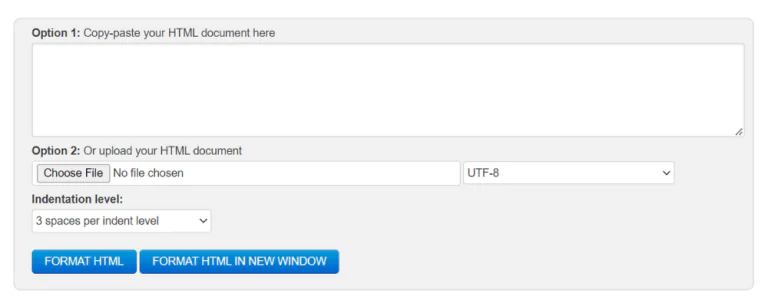 Option 1: Copy-paste your HTML document here
Option 2: Or upload your HTML document
Choose File No file chosen UTF-8
Indentation level:
3 spaces per indent level
FORMAT HTML FORMAT HTML IN NEW WINDOW